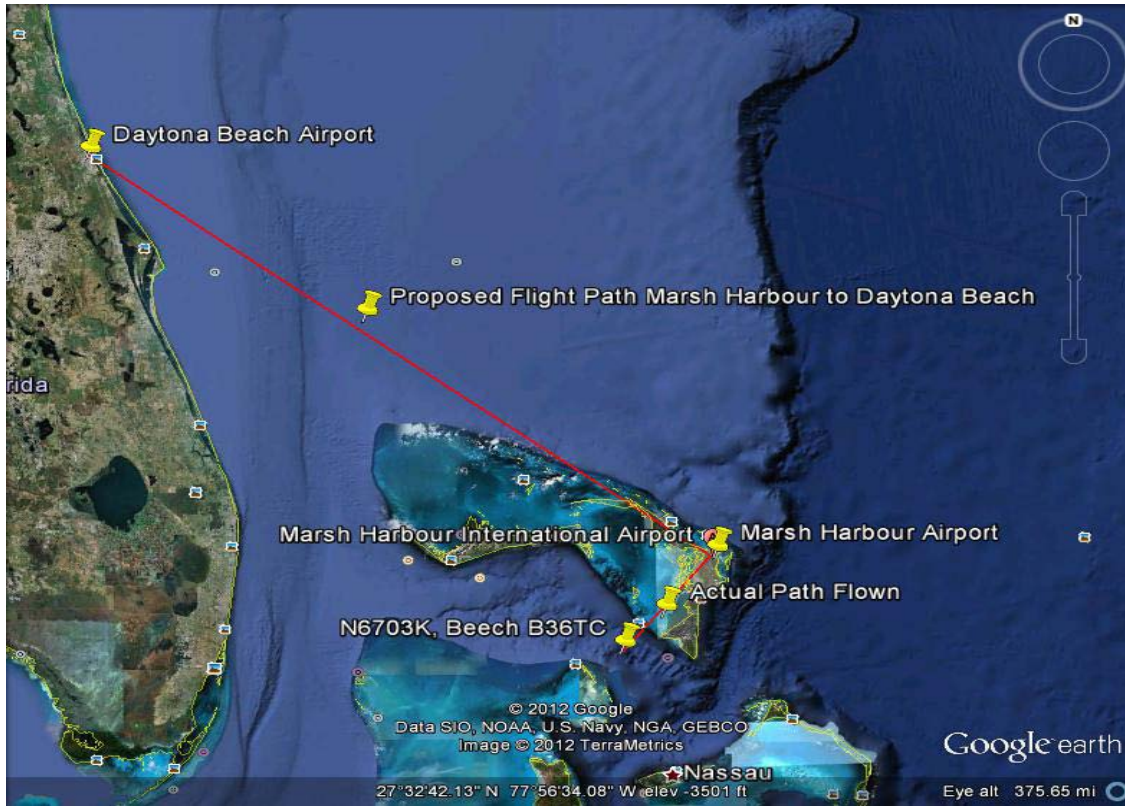 N
Daytona Beach Airport
Proposed Flight Path Marsh Harbour to Daytona Beach
rida
Marsh Harbour International Airport
Marsh Harbour Airport
Actual Path Flown
N6703K, Beech B36TC
© 2012 Google
Data SIO, NOAA, U.S. Navy, NGA, GEBCO
Image © 2012 TerraMetrics
Google earth
Nassau
27°32'42.13" N 77°56'34.08" W elev -3501 ft
Eye alt 375.65 mi